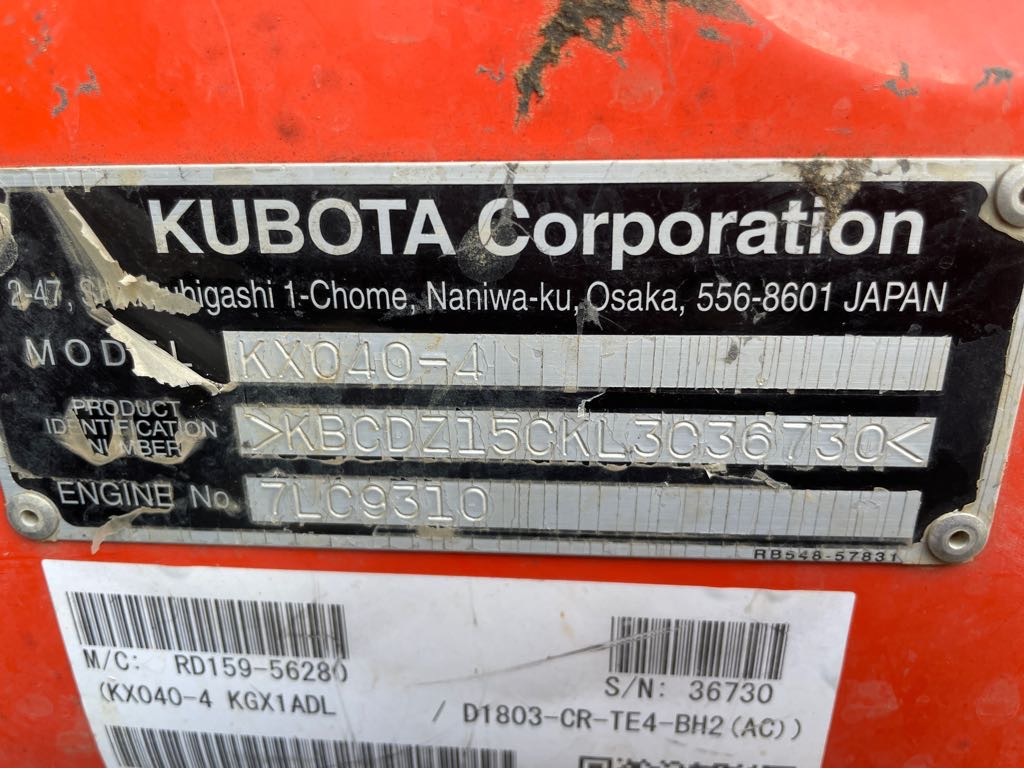 KUBOTA Corporation
2-47, 1-Chome, Naniwa-ku, Osaka, 556-8601 JAPAN
MODEL KX040-4
PRODUCT IDENTIFICATION NUMBER >KBCDZ15CKL3C36730<
ENGINE No. 7LC9310
RB548-57831
M/C: RD159-56280
S/N: 36730
(KX040-4 KGX1ADL / D1803-CR-TE4-BH2(AC))